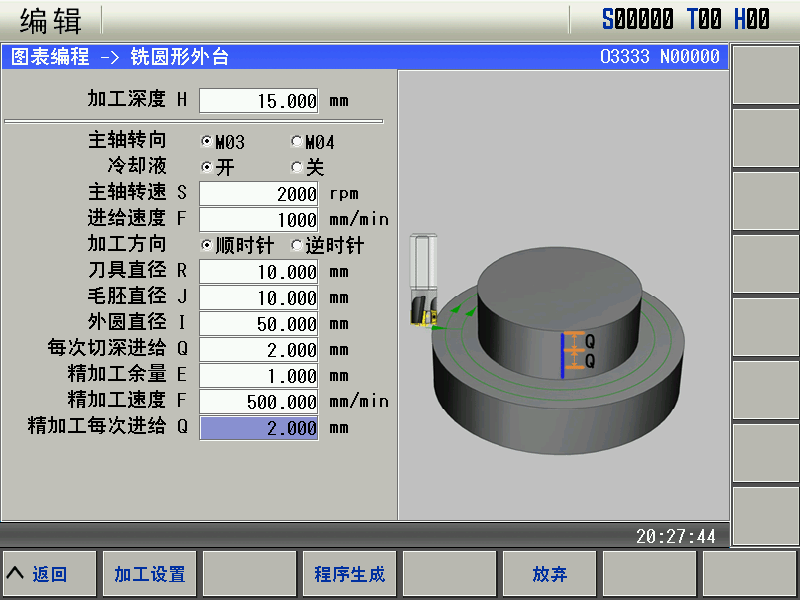 编辑 S00000 T00 H00
图表编程 -> 铣圆形外台 O3333 N00000
加工深度 H 15.000 mm
主轴转向 M03 M04
冷却液 开 关
主轴转速 S 2000 rpm
进给速度 F 1000 mm/min
加工方向 顺时针 逆时针
刀具直径 R 10.000 mm
毛胚直径 J 10.000 mm
外圆直径 I 50.000 mm
每次切深进给 Q 2.000 mm
精加工余量 E 1.000 mm
精加工速度 F 500.000 mm/min
精加工每次进给 Q 2.000 mm
Q
Q
20:27:44
返回 加工设置 程序生成 放弃